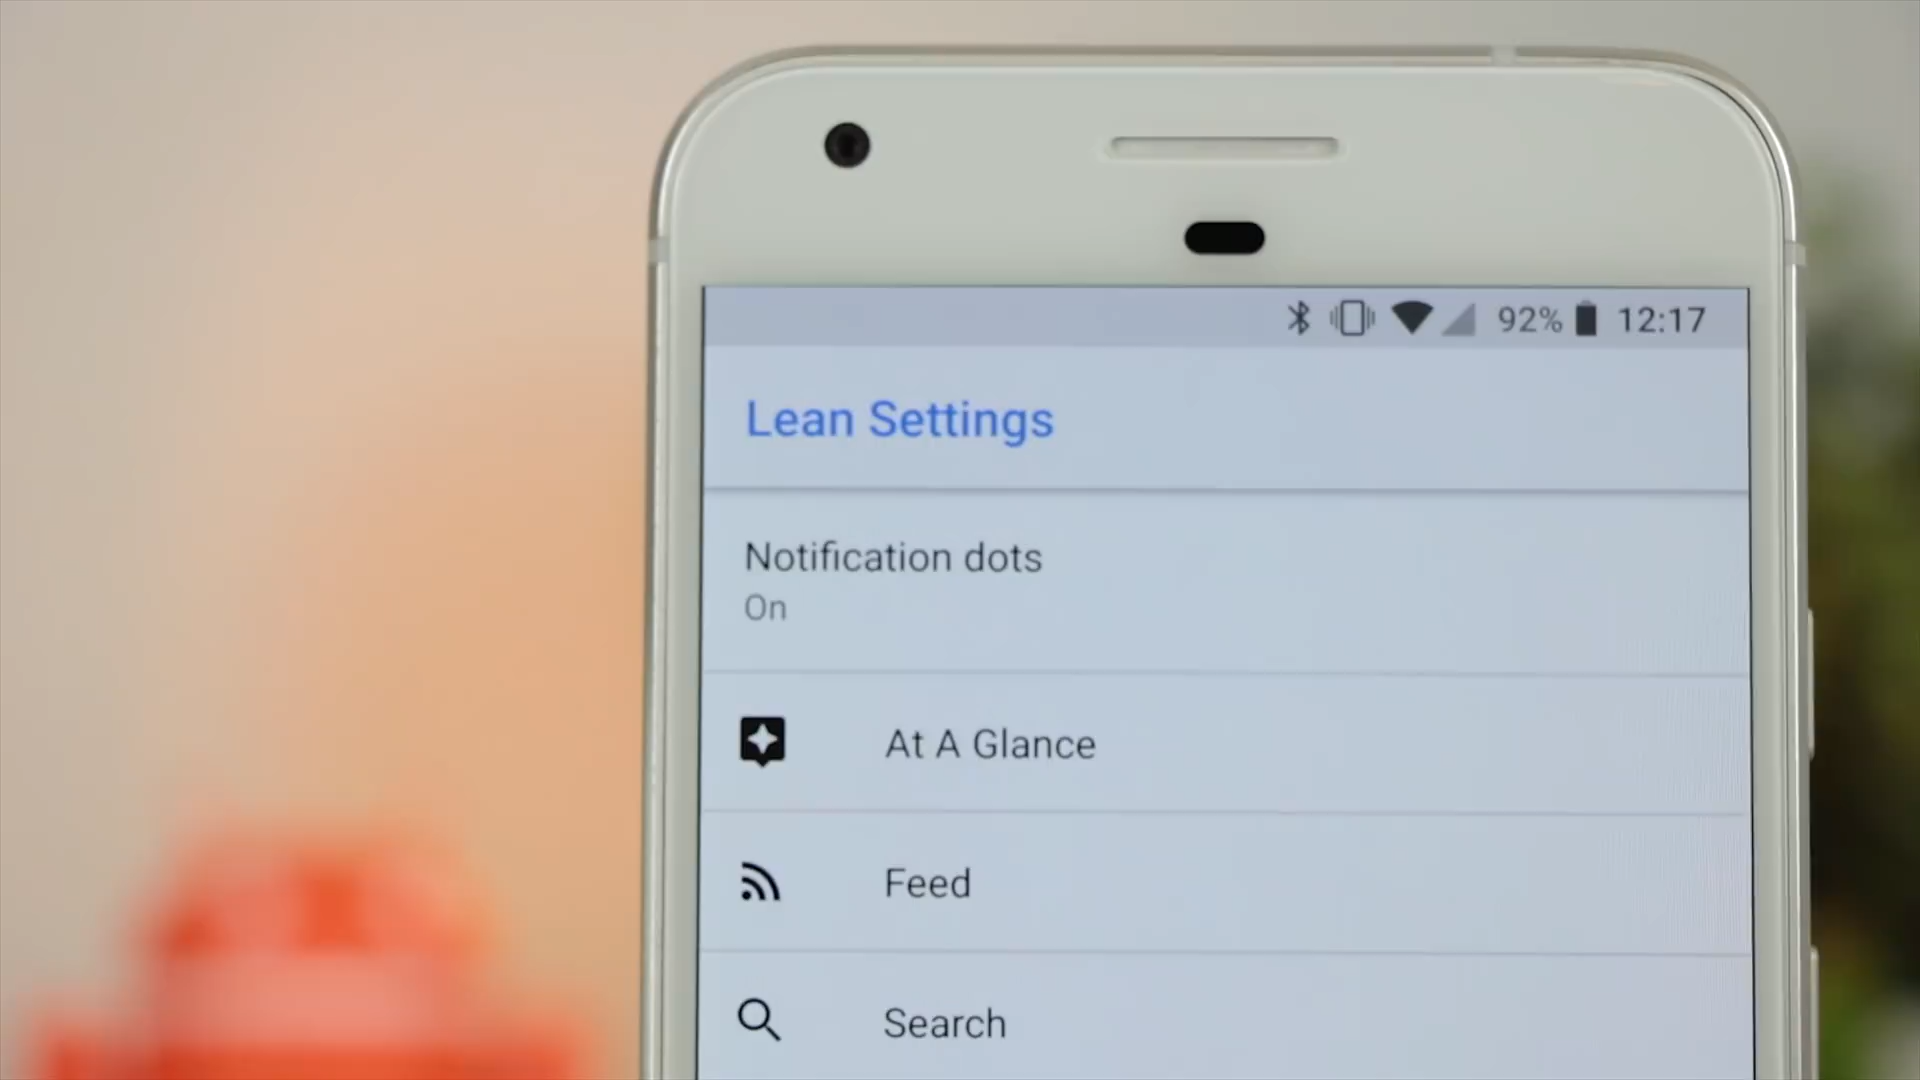 92% 12:17
Lean Settings
Notification dots
On
At A Glance
Feed
Search